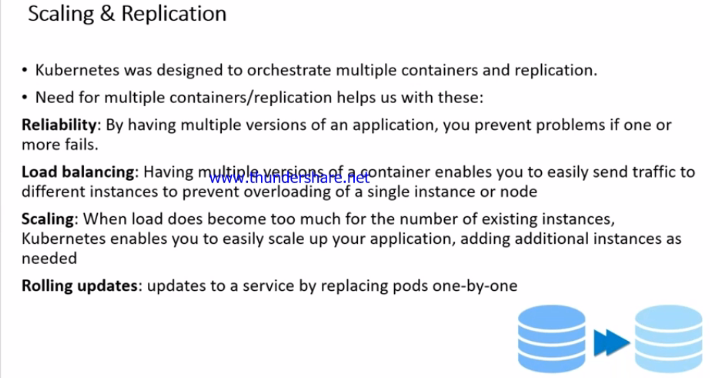 Scaling & Replication
• Kubernetes was designed to orchestrate multiple containers and replication.
• Need for multiple containers/replication helps us with these:
Reliability: By having multiple versions of an application, you prevent problems if one or
more fails.
Load balancing: Having multiple versions of a container enables you to easily send traffic to
www.thundershare.net
different instances to prevent overloading of a single instance or node
Scaling: When load does become too much for the number of existing instances,
Kubernetes enables you to easily scale up your application, adding additional instances as
needed
Rolling updates: updates to a service by replacing pods one-by-one